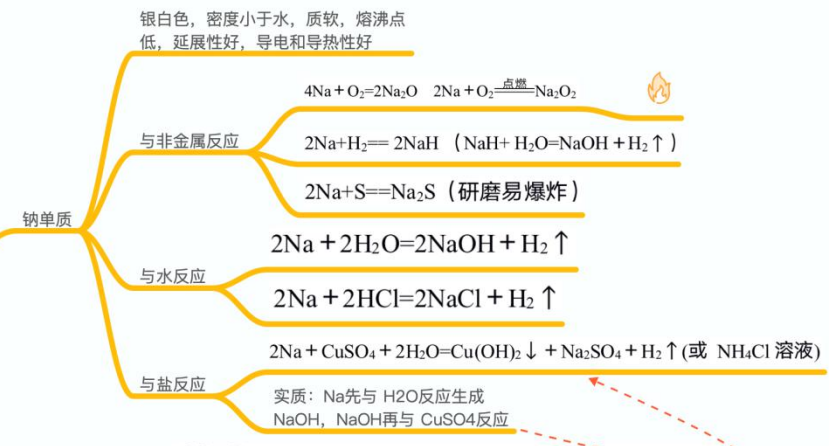 银白色，密度小于水，质软，熔沸点
低，延展性好，导电和导热性好
4Na＋O₂=2Na₂O 2Na＋O₂点燃══Na₂O₂
与非金属反应
2Na+H₂== 2NaH （NaH+ H₂O=NaOH＋H₂↑）
2Na+S==Na₂S（研磨易爆炸）
钠单质
2Na＋2H₂O=2NaOH＋H₂↑
与水反应
2Na＋2HCl=2NaCl＋H₂↑
2Na＋CuSO₄＋2H₂O=Cu(OH)₂↓＋Na₂SO₄＋H₂↑(或 NH₄Cl 溶液)
与盐反应
实质：Na先与 H2O反应生成
NaOH，NaOH再与 CuSO4反应